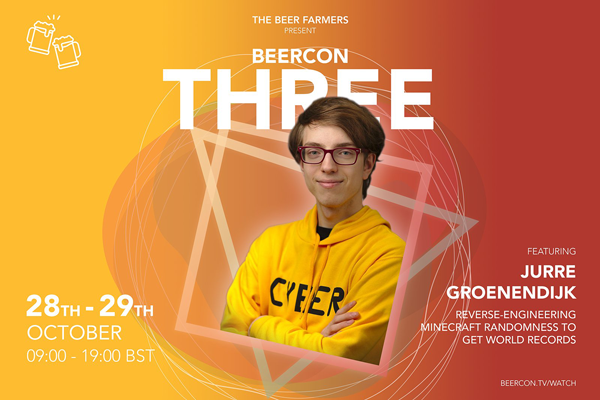 THE BEER FARMERS
PRESENT
BEERCON
THREE
CYBER
28TH - 29TH
OCTOBER
09:00 - 19:00 BST
FEATURING
JURRE
GROENENDIJK
REVERSE-ENGINEERING
MINECRAFT RANDOMNESS TO
GET WORLD RECORDS
BEERCON.TV/WATCH